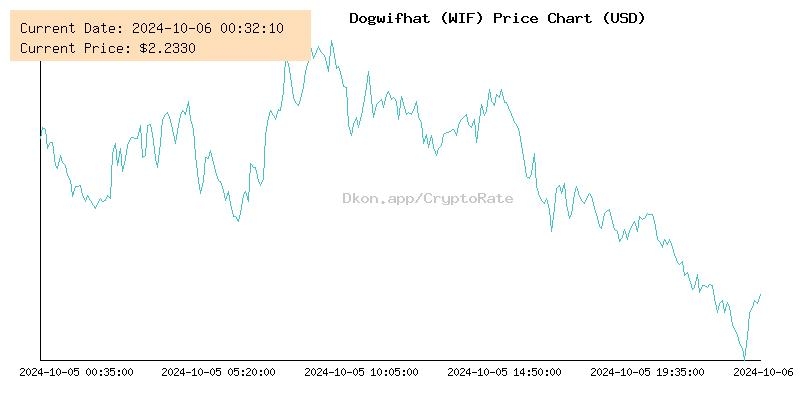 Dogwifhat (WIF) Price Chart (USD)
Current Date: 2024-10-06 00:32:10
Current Price: $2.2330
Dkon.app/CryptoRate
2024-10-05 00:35:00 2024-10-05 05:20:00 2024-10-05 10:05:00 2024-10-05 14:50:00 2024-10-05 19:35:00 2024-10-06